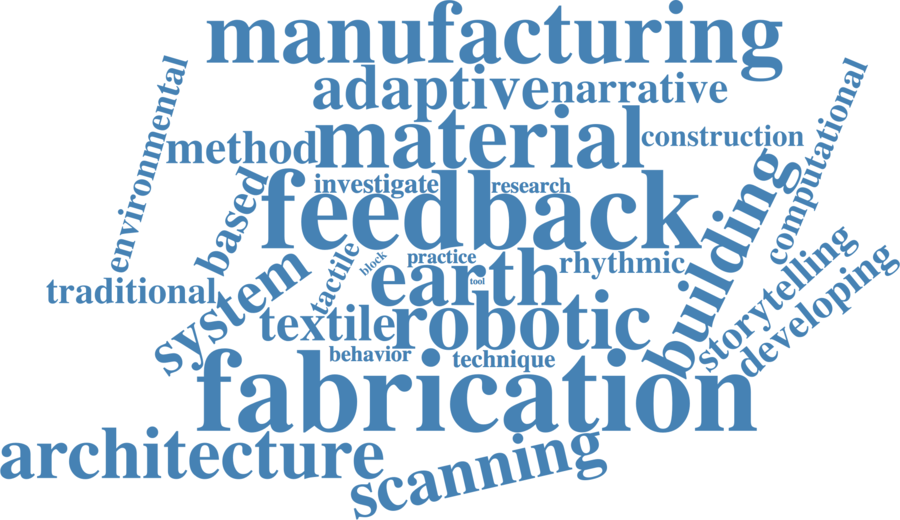 manufacturing
adaptive narrative
environmental
method material construction
computational
investigate research
based feedback building
tactile block practice
earth tool rhythmic
traditional system
storytelling
developing
textile robotic
behavior technique
fabrication
architecture scanning